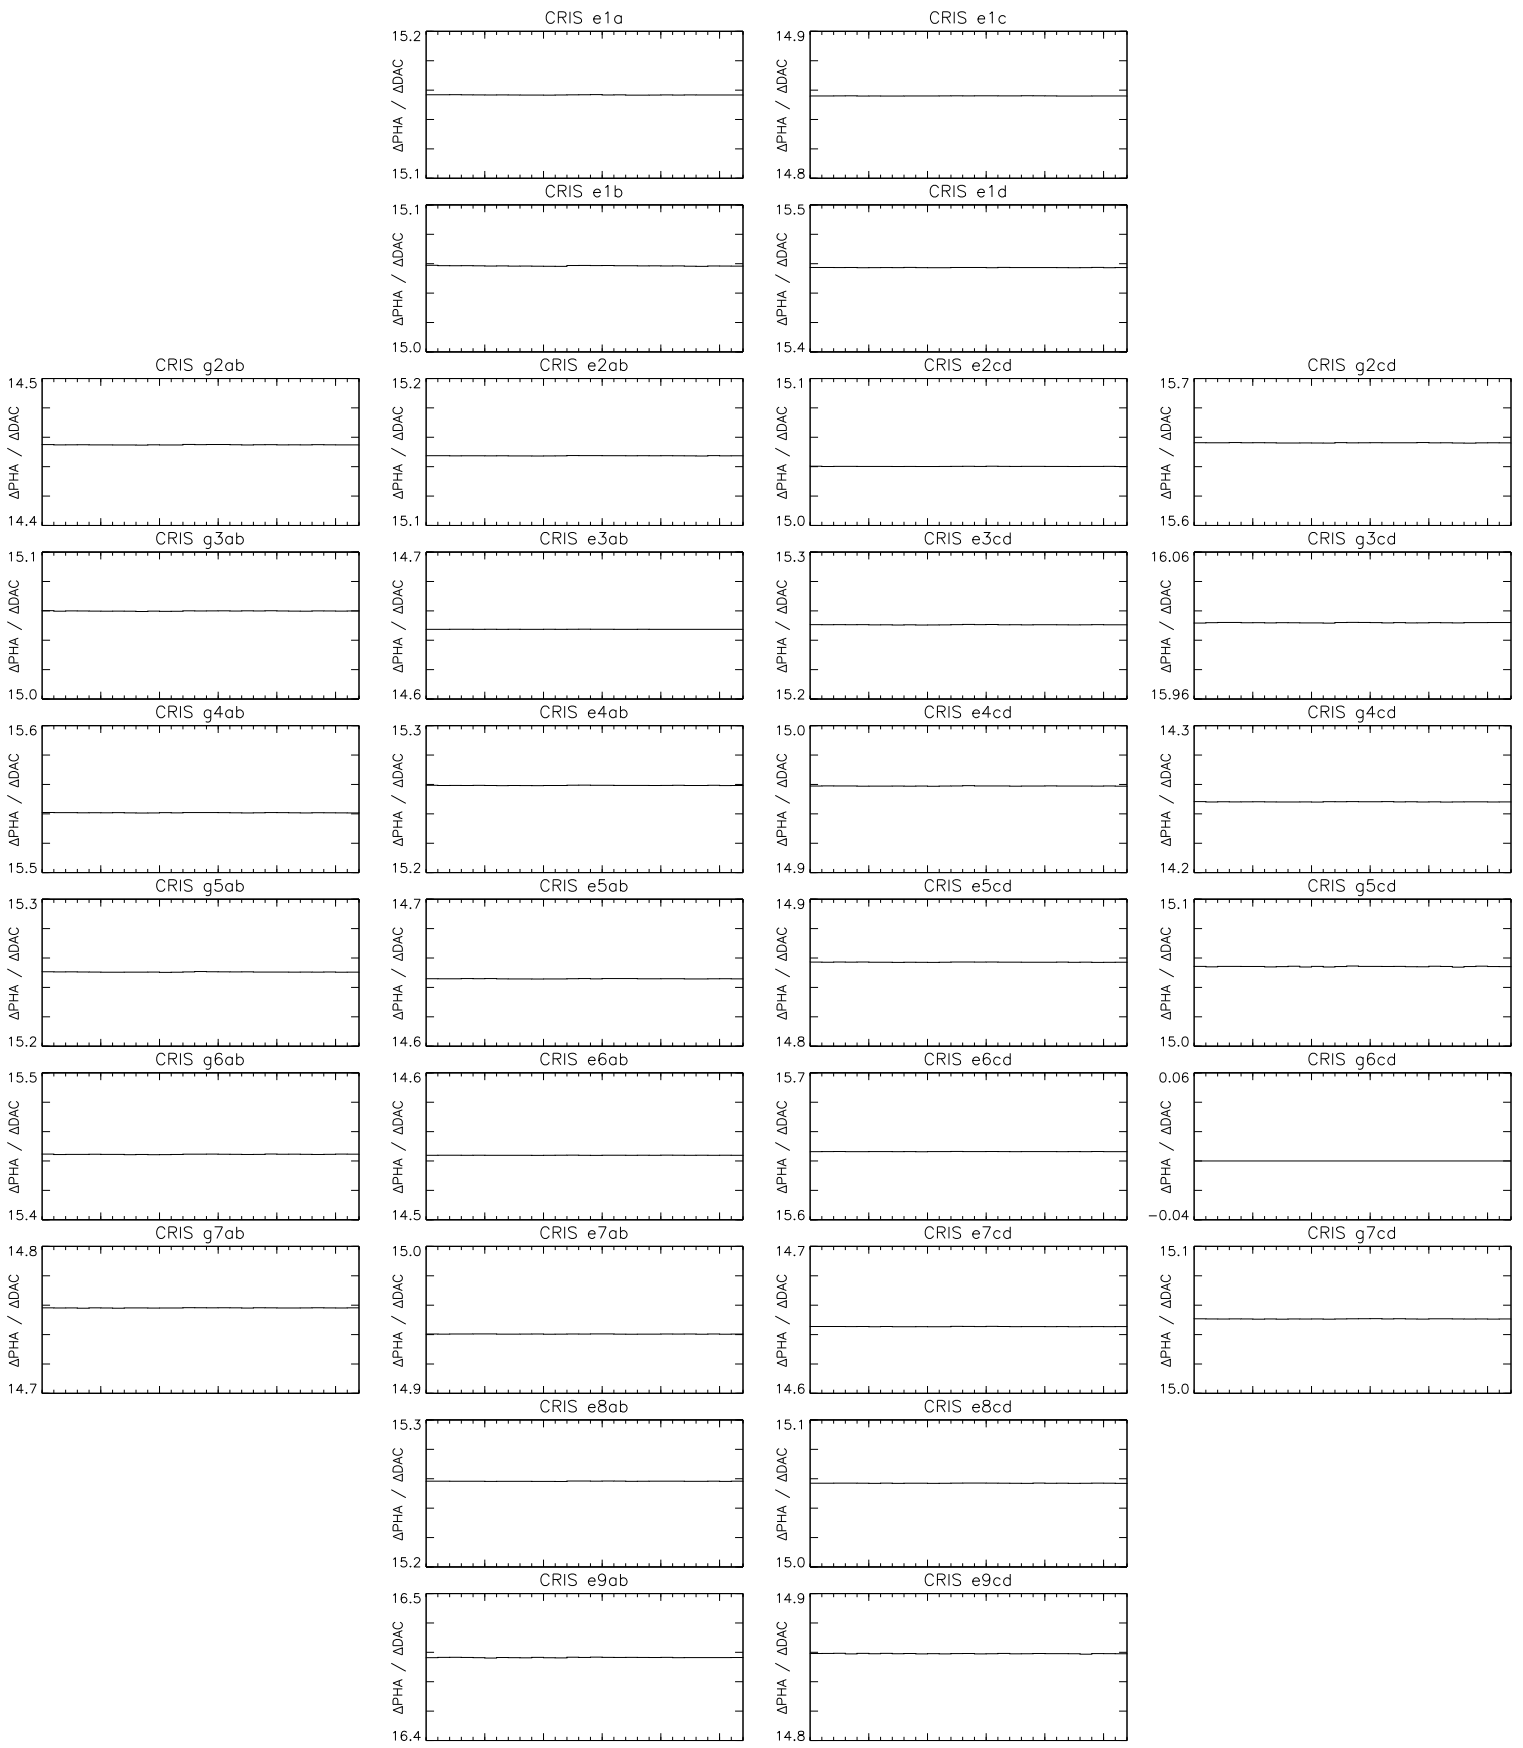 CRIS e1a
CRIS e1c
15.2
ΔPHA / ΔDAC
15.1
14.9
ΔPHA / ΔDAC
14.8
CRIS e1b
CRIS e1d
15.1
ΔPHA / ΔDAC
15.0
15.5
ΔPHA / ΔDAC
15.4
CRIS g2ab
CRIS e2ab
CRIS e2cd
CRIS g2cd
14.5
ΔPHA / ΔDAC
14.4
15.2
ΔPHA / ΔDAC
15.1
15.1
ΔPHA / ΔDAC
15.0
15.7
ΔPHA / ΔDAC
15.6
CRIS g3ab
CRIS e3ab
CRIS e3cd
CRIS g3cd
15.1
ΔPHA / ΔDAC
15.0
14.7
ΔPHA / ΔDAC
14.6
15.3
ΔPHA / ΔDAC
15.2
16.06
ΔPHA / ΔDAC
15.96
CRIS g4ab
CRIS e4ab
CRIS e4cd
CRIS g4cd
15.6
ΔPHA / ΔDAC
15.5
15.3
ΔPHA / ΔDAC
15.2
15.0
ΔPHA / ΔDAC
14.9
14.3
ΔPHA / ΔDAC
14.2
CRIS g5ab
CRIS e5ab
CRIS e5cd
CRIS g5cd
15.3
ΔPHA / ΔDAC
15.2
14.7
ΔPHA / ΔDAC
14.6
14.9
ΔPHA / ΔDAC
14.8
15.1
ΔPHA / ΔDAC
15.0
CRIS g6ab
CRIS e6ab
CRIS e6cd
CRIS g6cd
15.5
ΔPHA / ΔDAC
15.4
14.6
ΔPHA / ΔDAC
14.5
15.7
ΔPHA / ΔDAC
15.6
0.06
ΔPHA / ΔDAC
−0.04
CRIS g7ab
CRIS e7ab
CRIS e7cd
CRIS g7cd
14.8
ΔPHA / ΔDAC
14.7
15.0
ΔPHA / ΔDAC
14.9
14.7
ΔPHA / ΔDAC
14.6
15.1
ΔPHA / ΔDAC
15.0
CRIS e8ab
CRIS e8cd
15.3
ΔPHA / ΔDAC
15.2
15.1
ΔPHA / ΔDAC
15.0
CRIS e9ab
CRIS e9cd
16.5
ΔPHA / ΔDAC
16.4
14.9
ΔPHA / ΔDAC
14.8